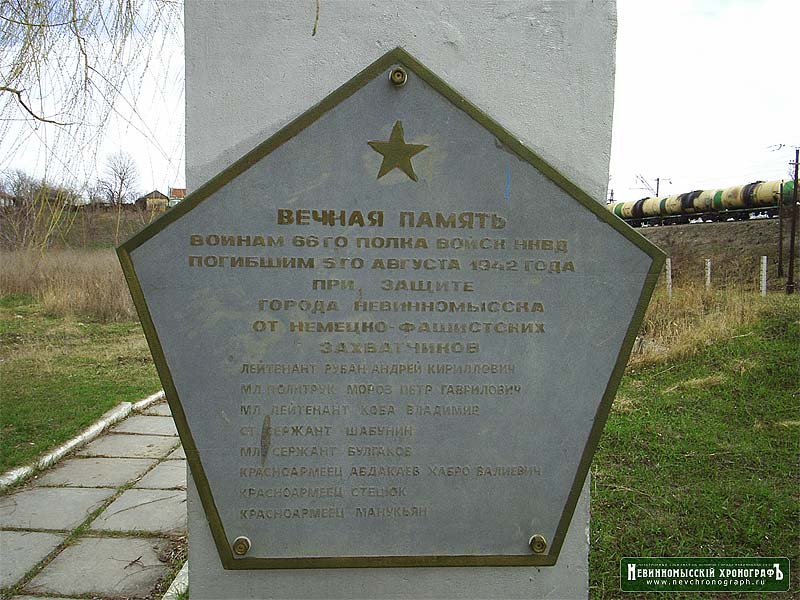 ВЕЧНАЯ ПАМЯТЬ
ВОИНАМ 66ГО ПОЛКА ВОЙСК НКВД
ПОГИБШИМ 5ГО АВГУСТА 1942 ГОДА
ПРИ ЗАЩИТЕ
ГОРОДА НЕВИННОМЫССКА
ОТ НЕМЕЦКО-ФАШИСТСКИХ
ЗАХВАТЧИКОВ
ЛЕЙТЕНАНТ РУБАН АНДРЕЙ КИРИЛЛОВИЧ
МЛ. ПОЛИТРУК МОРОЗ ПЕТР ГАВРИЛОВИЧ
МЛ. ЛЕЙТЕНАНТ КОБА ВЛАДИМИР
СТ СЕРЖАНТ ШАБУНИН
МЛ СЕРЖАНТ БУЛГАКОВ
КРАСНОАРМЕЕЦ АБДАКАЕВ ХАБРО ВАЛИЕВИЧ
КРАСНОАРМЕЕЦ СТЕЦЮК
КРАСНОАРМЕЕЦ МАНУКЬЯН
НЕВИННОМЫССКІЙ ХРОНОГРАФЪ
www.nevchronograph.ru